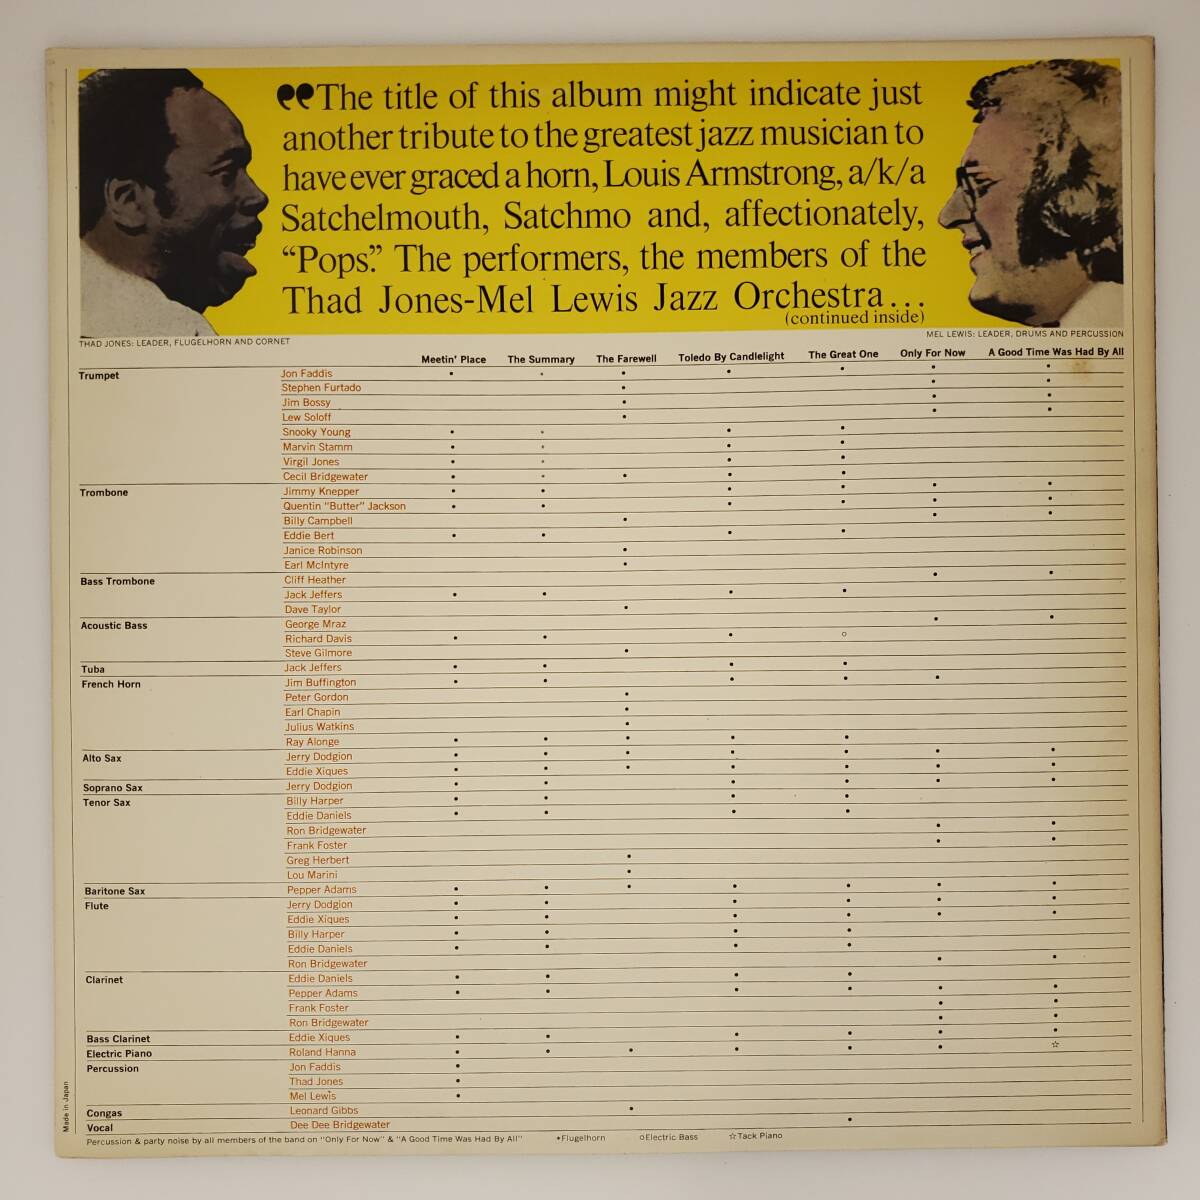 “The title of this album might indicate just
another tribute to the greatest jazz musician to
have ever graced a horn, Louis Armstrong, a/k/a
Satchelmouth, Satchmo and, affectionately,
“Pops.” The performers, the members of the
Thad Jones-Mel Lewis Jazz Orchestra...
(continued inside)
THAD JONES: LEADER, FLUGELHORN AND CORNET
MEL LEWIS: LEADER, DRUMS AND PERCUSSION
Meetin' Place The Summary The Farewell Toledo By Candlelight The Great One Only For Now A Good Time Was Had By All
Trumpet Jon Faddis • • • • • • •
Stephen Furtado • • •
Jim Bossy • • •
Lew Soloff • • •
Snooky Young • • • •
Marvin Stamm • • • •
Virgil Jones • • • •
Cecil Bridgewater • • • • •
Trombone Jimmy Knepper • • • • • •
Quentin "Butter" Jackson • • • • • •
Billy Campbell • • •
Eddie Bert • • • •
Janice Robinson •
Earl McIntyre •
Bass Trombone Cliff Heather • •
Jack Jeffers • • • •
Dave Taylor •
Acoustic Bass George Mraz • •
Richard Davis • • • ○
Steve Gilmore •
Tuba Jack Jeffers • • • •
French Horn Jim Buffington • • • • •
Peter Gordon •
Earl Chapin •
Julius Watkins •
Ray Alonge • • • • •
Alto Sax Jerry Dodgion • • • • • • •
Eddie Xiques • • • • • • •
Soprano Sax Jerry Dodgion • • • • • •
Tenor Sax Billy Harper • • • •
Eddie Daniels • • • •
Ron Bridgewater • •
Frank Foster • •
Greg Herbert •
Lou Marini •
Baritone Sax Pepper Adams • • • • • • •
Flute Jerry Dodgion • • • • • •
Eddie Xiques • • • • • •
Billy Harper • • • •
Eddie Daniels • • • •
Ron Bridgewater • •
Clarinet Eddie Daniels • • • •
Pepper Adams • • • • • •
Frank Foster • •
Ron Bridgewater • •
Bass Clarinet Eddie Xiques • • • • • •
Electric Piano Roland Hanna • • • • • • ☆
Percussion Jon Faddis •
Thad Jones •
Mel Lewis •
Congas Leonard Gibbs •
Vocal Dee Dee Bridgewater •
Percussion & party noise by all members of the band on "Only For Now" & "A Good Time Was Had By All" •Flugelhorn ○Electric Bass ☆Tack Piano
Made in Japan